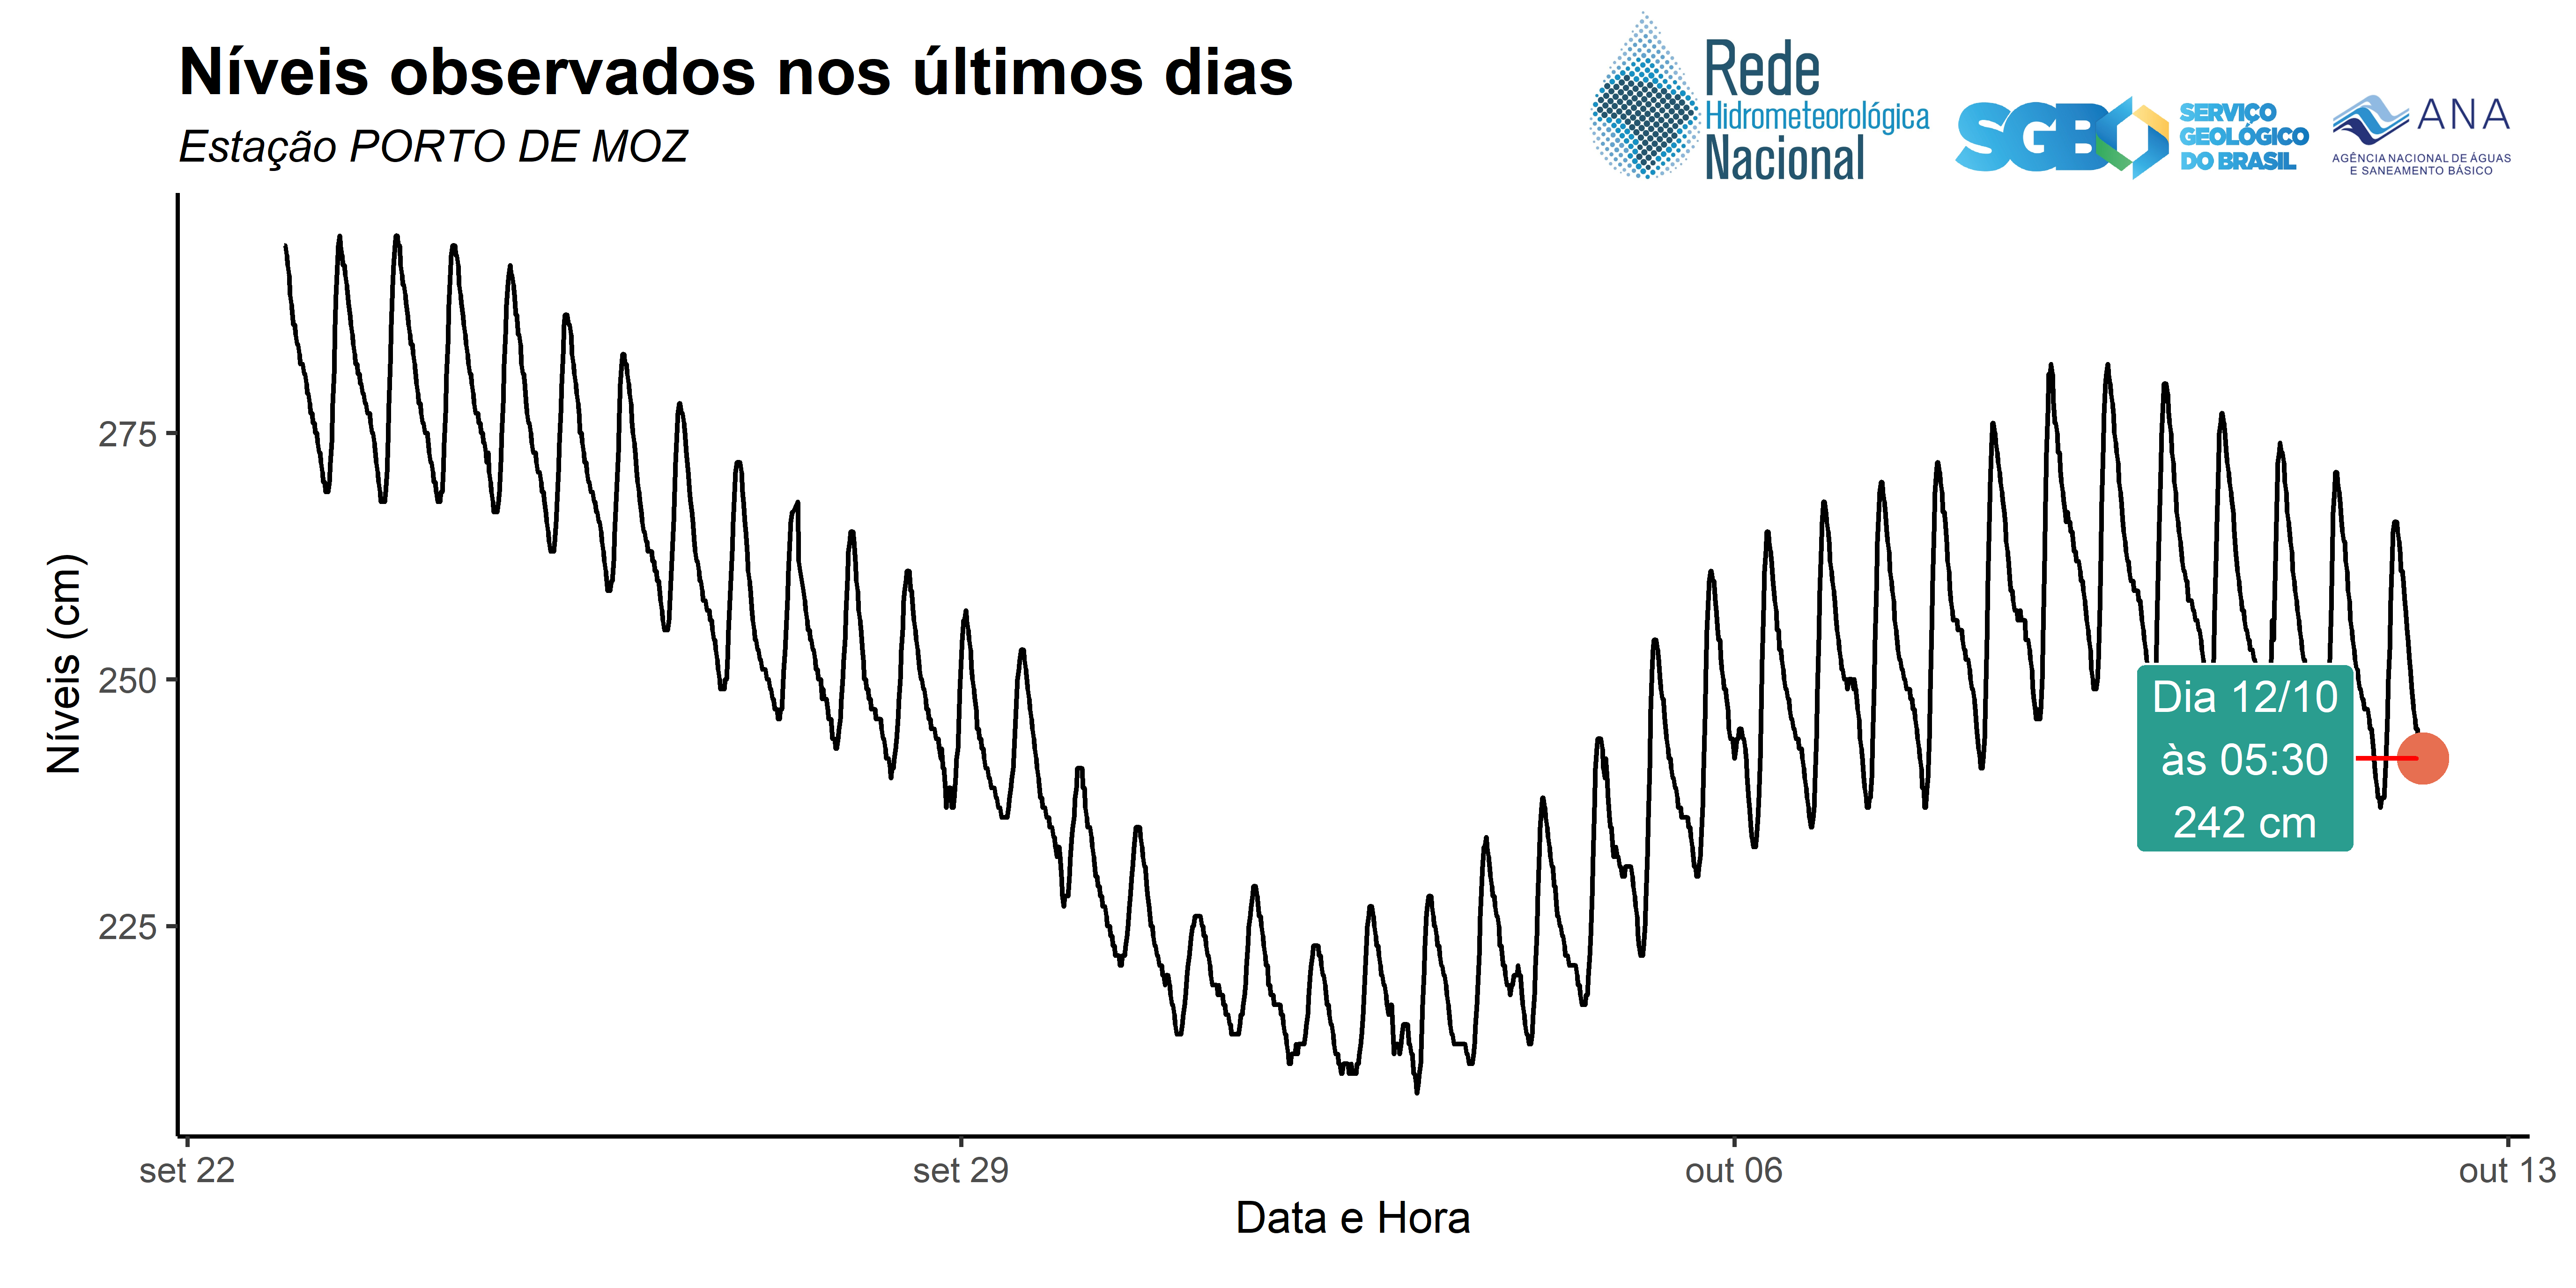 Níveis observados nos últimos dias
Estação PORTO DE MOZ
Rede
Hidrometeorológica
Nacional
SGB
SERVIÇO
GEOLÓGICO
DO BRASIL
ANA
AGÊNCIA NACIONAL DE ÁGUAS
E SANEAMENTO BÁSICO
Níveis (cm)
275
250
225
Dia 12/10
às 05:30
242 cm
set 22
set 29
out 06
out 13
Data e Hora